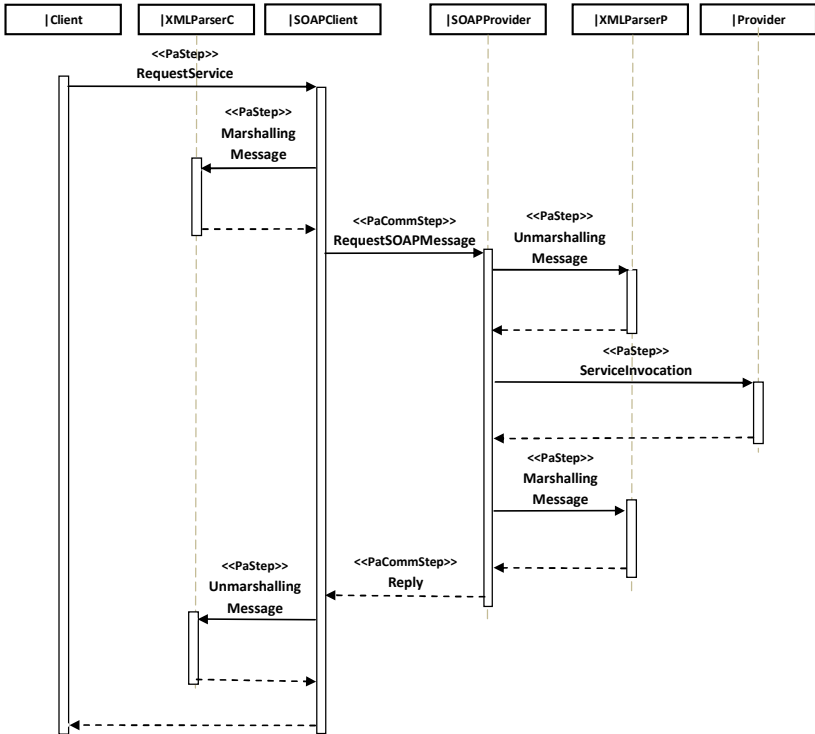 |Client
|XMLParserC
|SOAPClient
|SOAPProvider
|XMLParserP
|Provider
<<PaStep>>
RequestService
<<PaStep>>
Marshalling
Message
<<PaCommStep>>
RequestSOAPMessage
<<PaStep>>
Unmarshalling
Message
<<PaStep>>
ServiceInvocation
<<PaStep>>
Marshalling
Message
<<PaCommStep>>
Reply
<<PaStep>>
Unmarshalling
Message